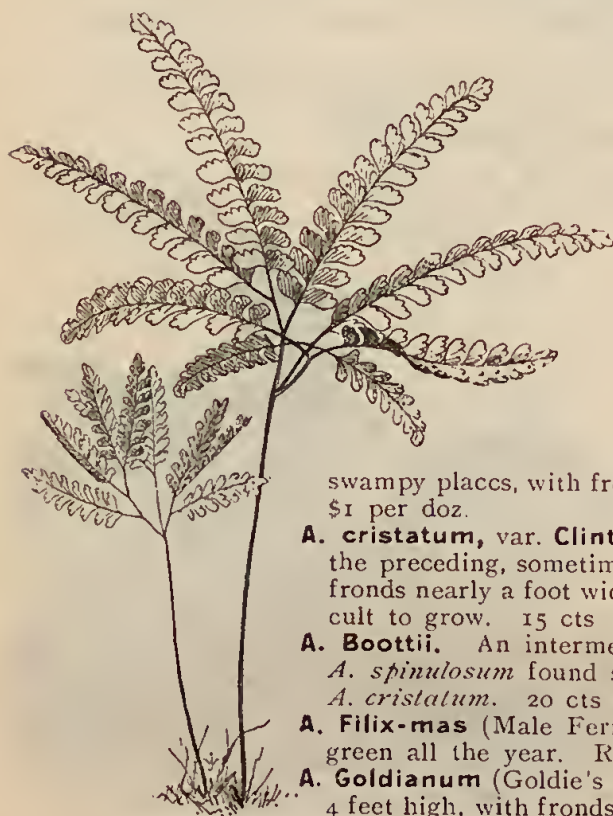 swampy places, with fro
$1 per doz.
A. cristatum, var. Clint
the preceding, sometim
fronds nearly a foot wid
cult to grow. 15 cts
A. Boottii. An interme
A. spinulosum found
A. cristatum. 20 cts
A. Filix-mas (Male Fer
green all the year. R
A. Goldianum (Goldie's
4 feet high, with fronds